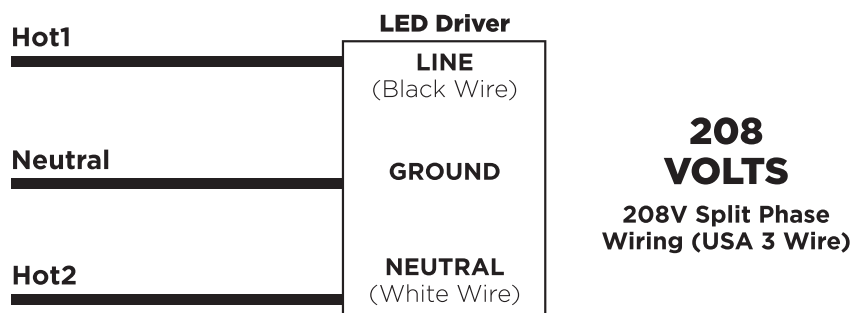 LED Driver
Hot1
LINE
(Black Wire)
Neutral
GROUND
Hot2
NEUTRAL
(White Wire)
208
VOLTS
208V Split Phase
Wiring (USA 3 Wire)